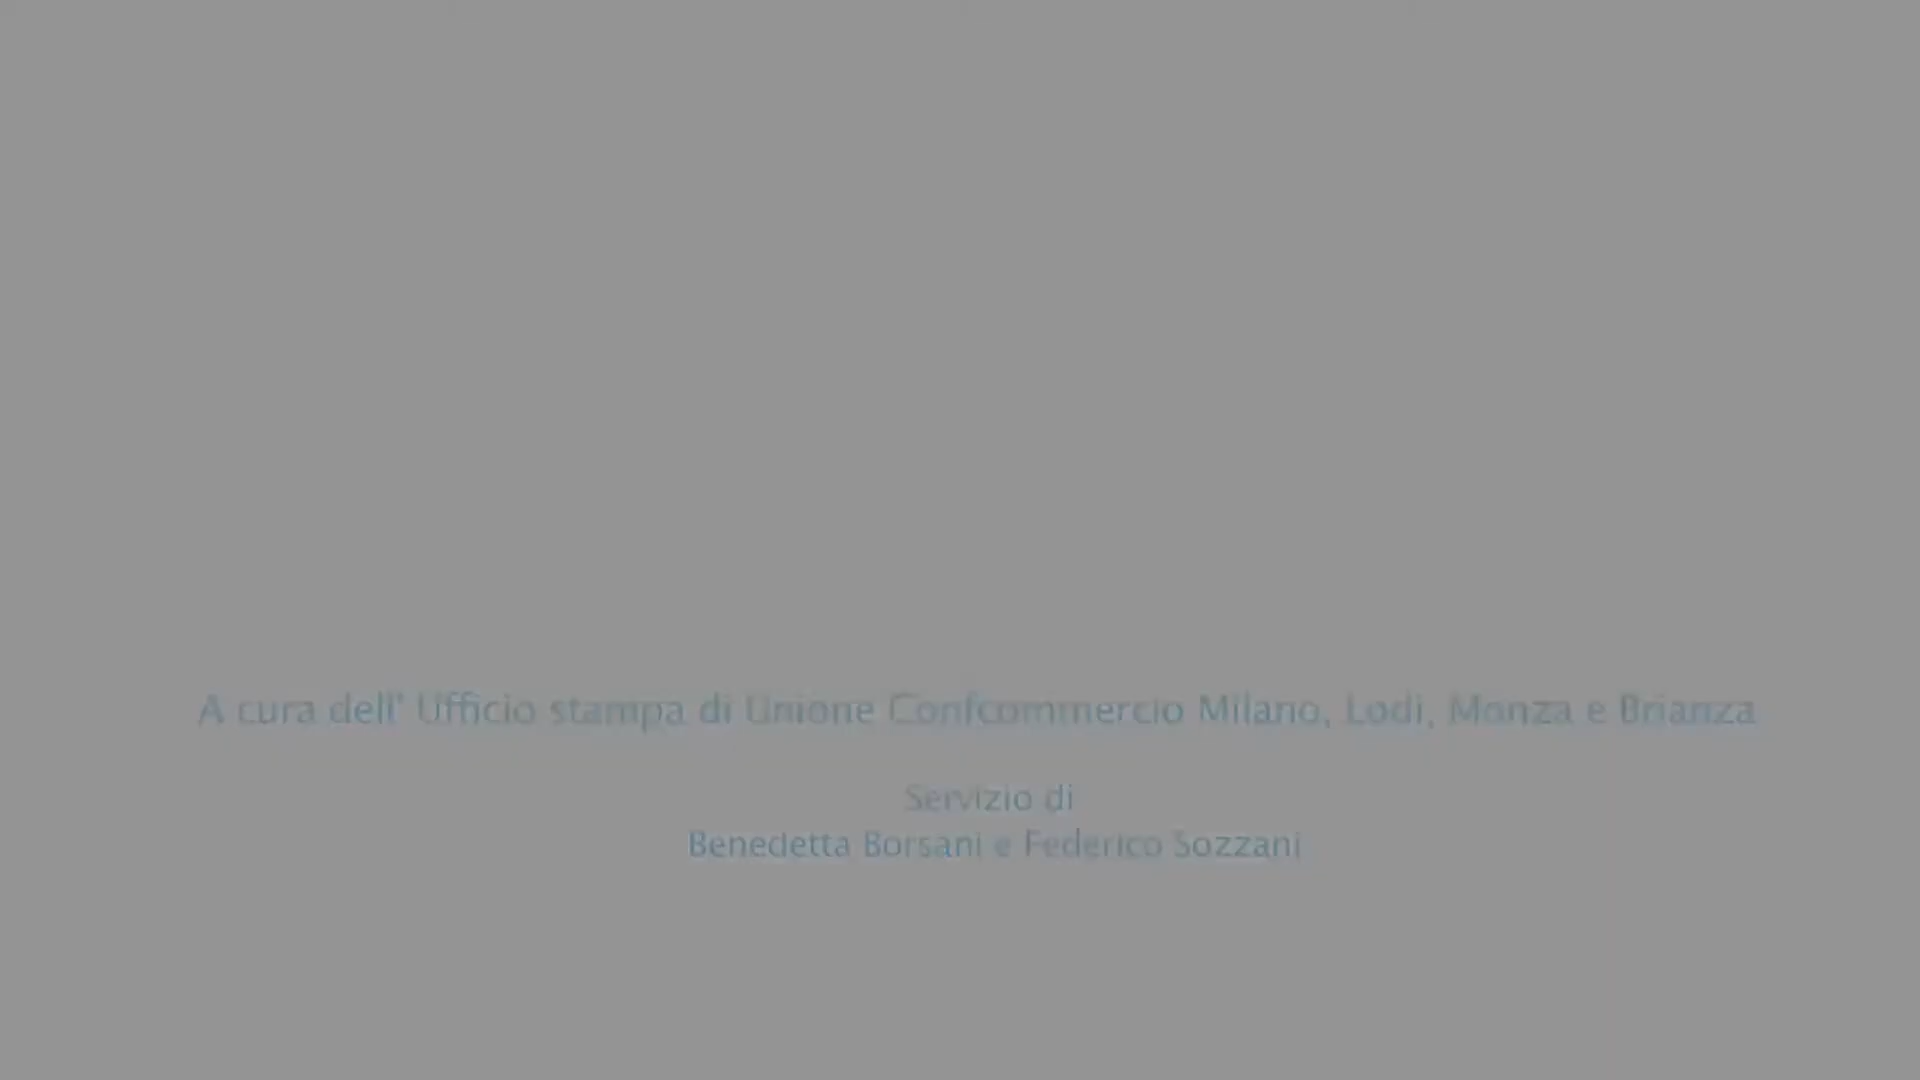 A cura dell' Ufficio stampa di Unione Confcommercio Milano, Lodi, Monza e Brianza
Servizio di
Benedetta Borsani e Federico Sozzani